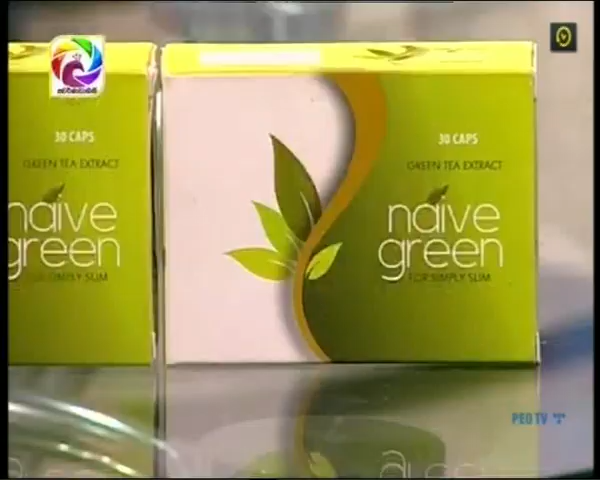 30 CAPS
GREEN TEA EXTRACT
naive
green
FOR SIMPLY SLIM
30 CAPS
GREEN TEA EXTRACT
naive
green
FOR SIMPLY SLIM
PEO TV